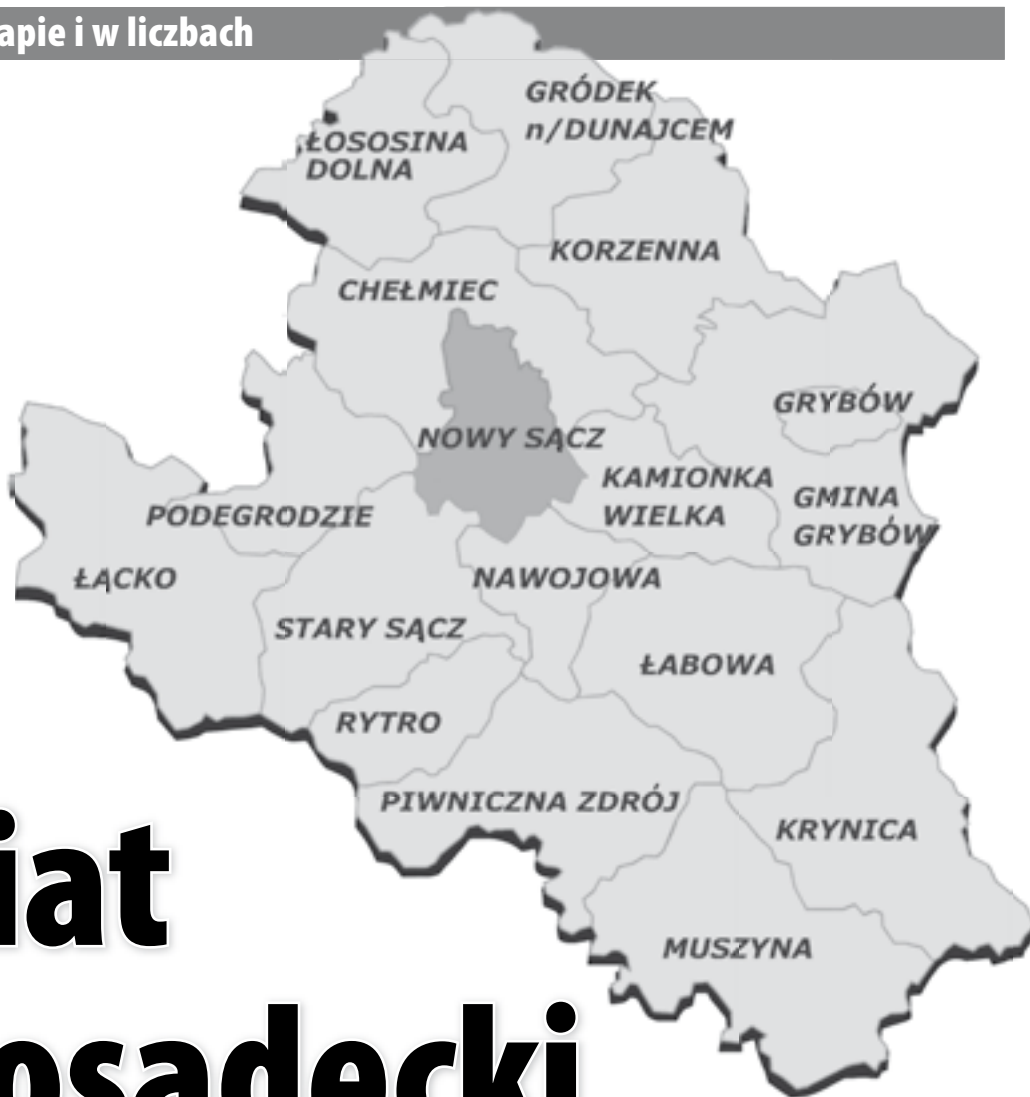 apie i w liczbach
GRÓDEK
n/DUNAJCEM
ŁOSOSINA
DOLNA
KORZENNA
CHEŁMIEC
GRYBÓW
NOWY SĄCZ
KAMIONKA
WIELKA
GMINA
GRYBÓW
PODEGRODZIE
ŁĄCKO
NAWOJOWA
STARY SĄCZ
ŁABOWA
RYTRO
PIWNICZNA ZDRÓJ
KRYNICA
MUSZYNA
iat
osądecki